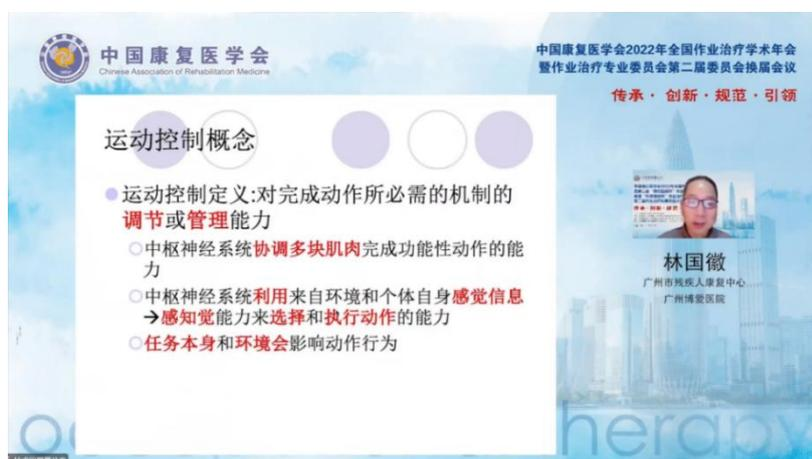 中国康复医学会
Chinese Association of Rehabilitation Medicine
中国康复医学会2022年全国作业治疗学术年会
暨作业治疗专业委员会第二届委员会换届会议
传承·创新·规范·引领
运动控制概念
运动控制定义:对完成动作所必需的机制的
调节或管理能力
中枢神经系统协调多块肌肉完成功能性动作的能
力
中枢神经系统利用来自环境和个体自身感觉信息
→感知觉能力来选择和执行动作的能力
任务本身和环境会影响动作行为
林国徽
广州市残疾人康复中心
广州博爱医院